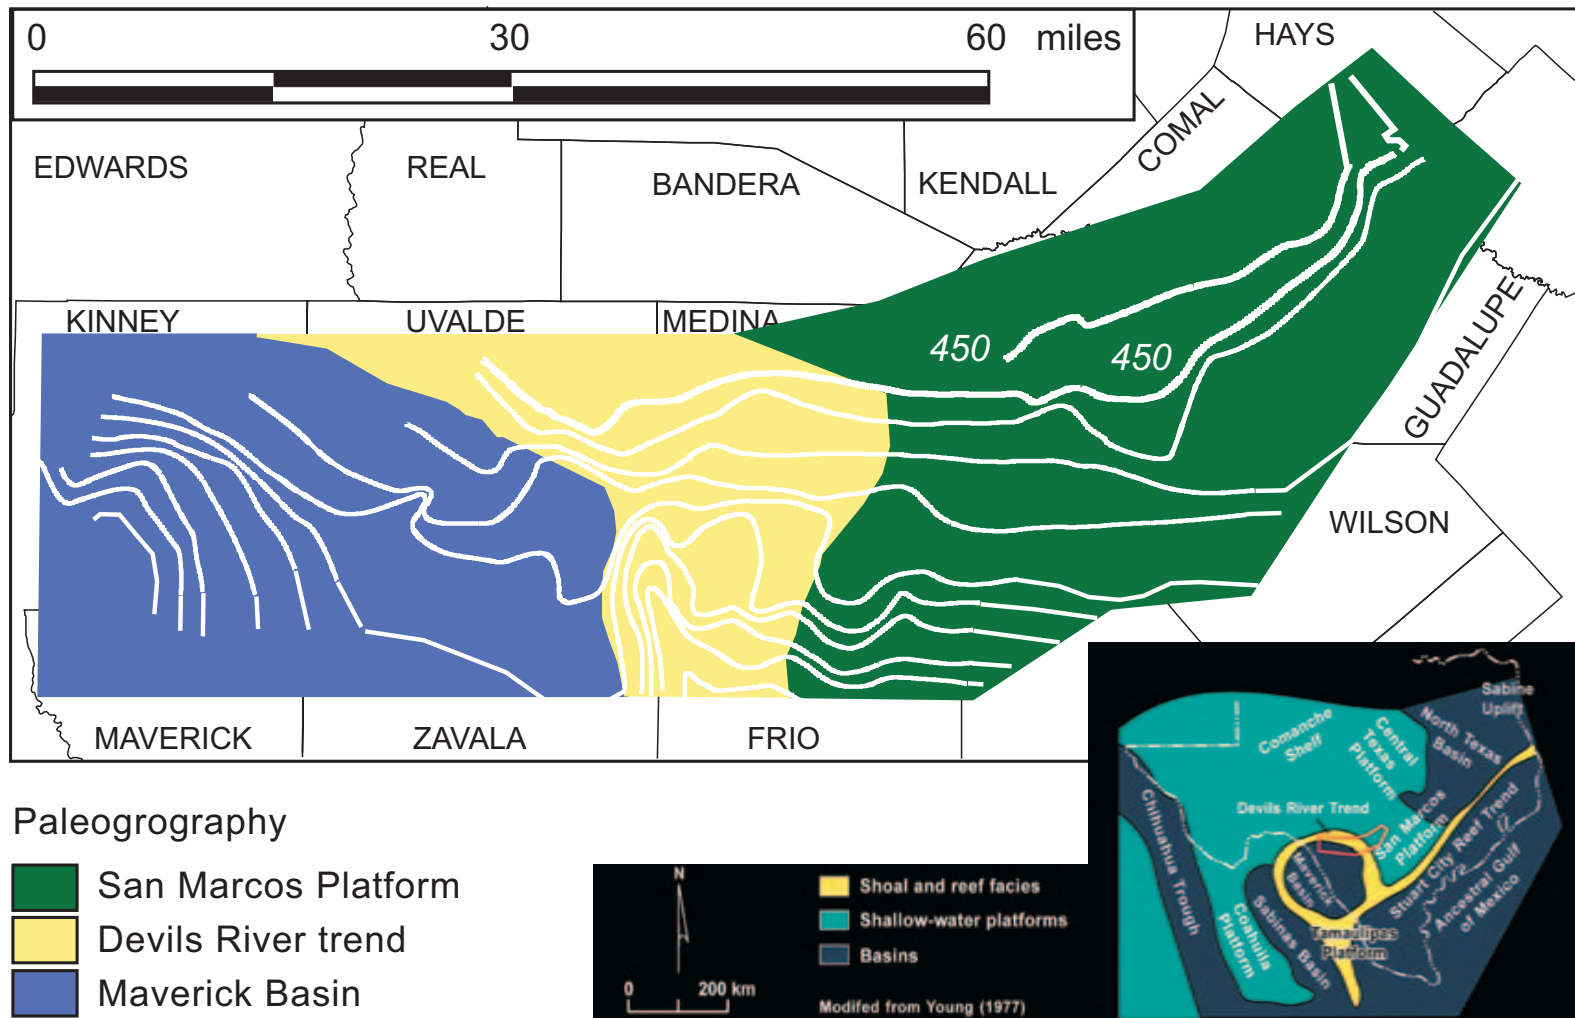 0 30 60 miles
HAYS
COMAL
EDWARDS REAL BANDERA KENDALL
KINNEY UVALDE MEDINA
450 450
GUADALUPE
WILSON
MAVERICK ZAVALA FRIO
Paleogrography
San Marcos Platform
Devils River trend
Maverick Basin
N
0 200 km
Shoal and reef facies
Shallow-water platforms
Basins
Modifed from Young (1977)
Sabine
Uplift
North Texas
Basin
Comanche
Shelf
Central
Texas
Platform
Devils River Trend
San Marcos
Platform
Chihuahua Trough
Maverick
Basin
Stuart City Reef Trend
Ancestral Gulf
of Mexico
Coahuila
Platform
Sabinas Basin
Tamaulipas
Platform